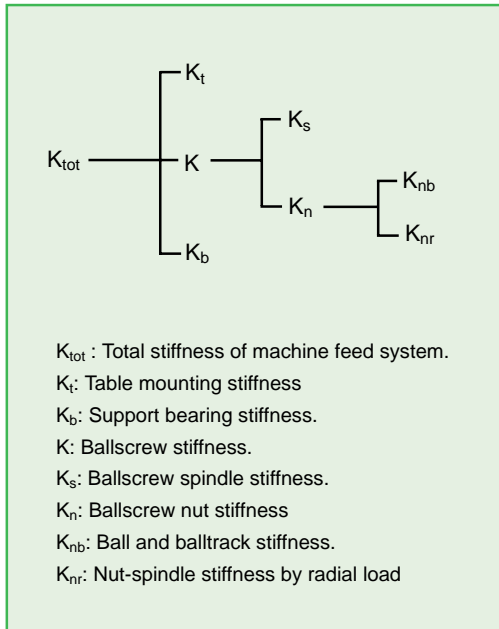 Kt
Ks
Ktot K
Knb
Kn
Knr
Kb
Ktot : Total stiffness of machine feed system.
Kt: Table mounting stiffness
Kb: Support bearing stiffness.
K: Ballscrew stiffness.
Ks: Ballscrew spindle stiffness.
Kn: Ballscrew nut stiffness
Knb: Ball and balltrack stiffness.
Knr: Nut-spindle stiffness by radial load